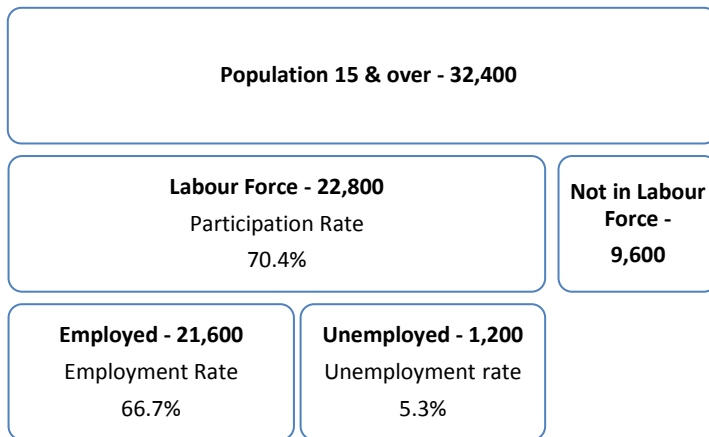 Population 15 & over - 32,400
Labour Force - 22,800
Participation Rate
70.4%
Not in Labour
Force -
9,600
Employed - 21,600
Employment Rate
66.7%
Unemployed - 1,200
Unemployment rate
5.3%